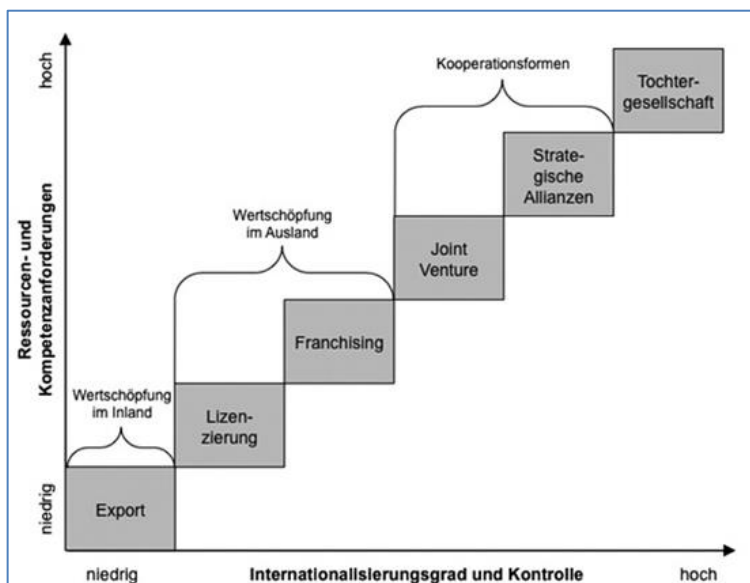 hoch
Kooperationsformen
Tochter-
gesellschaft
Strate-
gische
Allianzen
Wertschöpfung
im Ausland
Joint
Venture
Ressourcen- und
Kompetenzanforderungen
Franchising
Wertschöpfung
im Inland
Lizen-
zierung
niedrig
Export
niedrig
Internationalisierungsgrad und Kontrolle
hoch